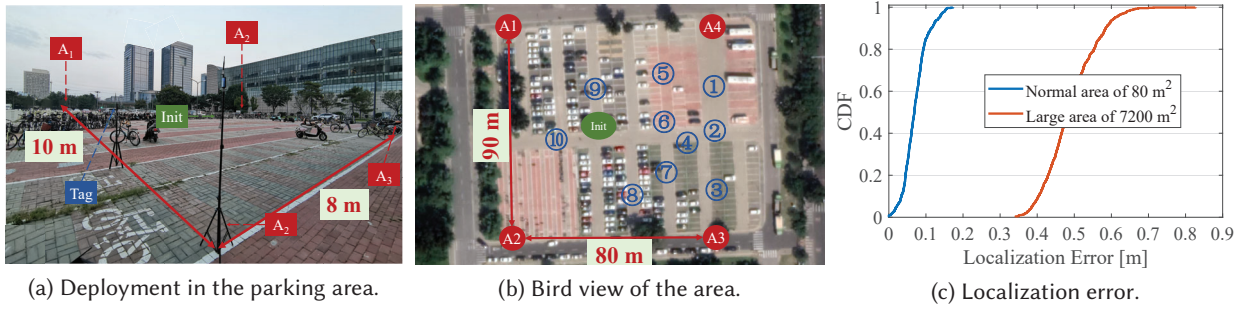 A1
A2
Init
10 m
Tag
A3
8 m
A2
(a) Deployment in the parking area.
A1
A4
⑤
①
⑨
Init
⑥
②
⑩
④
90 m
⑦
③
⑧
A2
A3
80 m
(b) Bird view of the area.
1
0.8
0.6
0.4
0.2
0
CDF
Normal area of 80 m²
Large area of 7200 m²
0 0.1 0.2 0.3 0.4 0.5 0.6 0.7 0.8 0.9
Localization Error [m]
(c) Localization error.